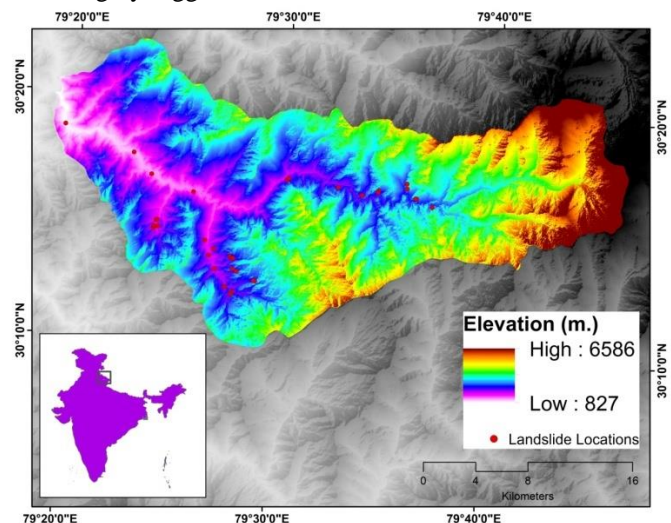 79°20'0"E
79°30'0"E
79°40'0"E
30°20'0"N
30°20'0"N
30°10'0"N
30°10'0"N
Elevation (m.)
High : 6586
Low : 827
Landslide Locations
0 4 8 16
Kilometers
79°20'0"E
79°30'0"E
79°40'0"E